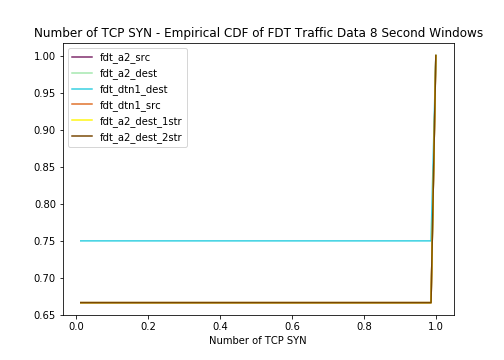 Number of TCP SYN - Empirical CDF of FDT Traffic Data 8 Second Windows
fdt_a2_src
fdt_a2_dest
fdt_dtn1_dest
fdt_dtn1_src
fdt_a2_dest_1str
fdt_a2_dest_2str
1.00
0.95
0.90
0.85
0.80
0.75
0.70
0.65
0.0 0.2 0.4 0.6 0.8 1.0
Number of TCP SYN